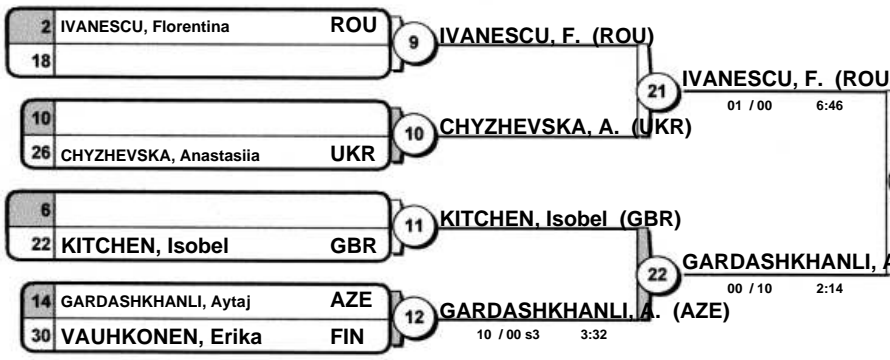 2 IVANESCU, Florentina ROU
18
9 IVANESCU, F. (ROU)
21 IVANESCU, F. (ROU
01 / 00 6:46
10
26 CHYZHEVSKA, Anastasiia UKR
10 CHYZHEVSKA, A. (UKR)
6
22 KITCHEN, Isobel GBR
11 KITCHEN, Isobel (GBR)
22 GARDASHKHANLI,
00 / 10 2:14
14 GARDASHKHANLI, Aytaj AZE
30 VAUHKONEN, Erika FIN
12 GARDASHKHANLI, A. (AZE)
10 / 00 s3 3:32